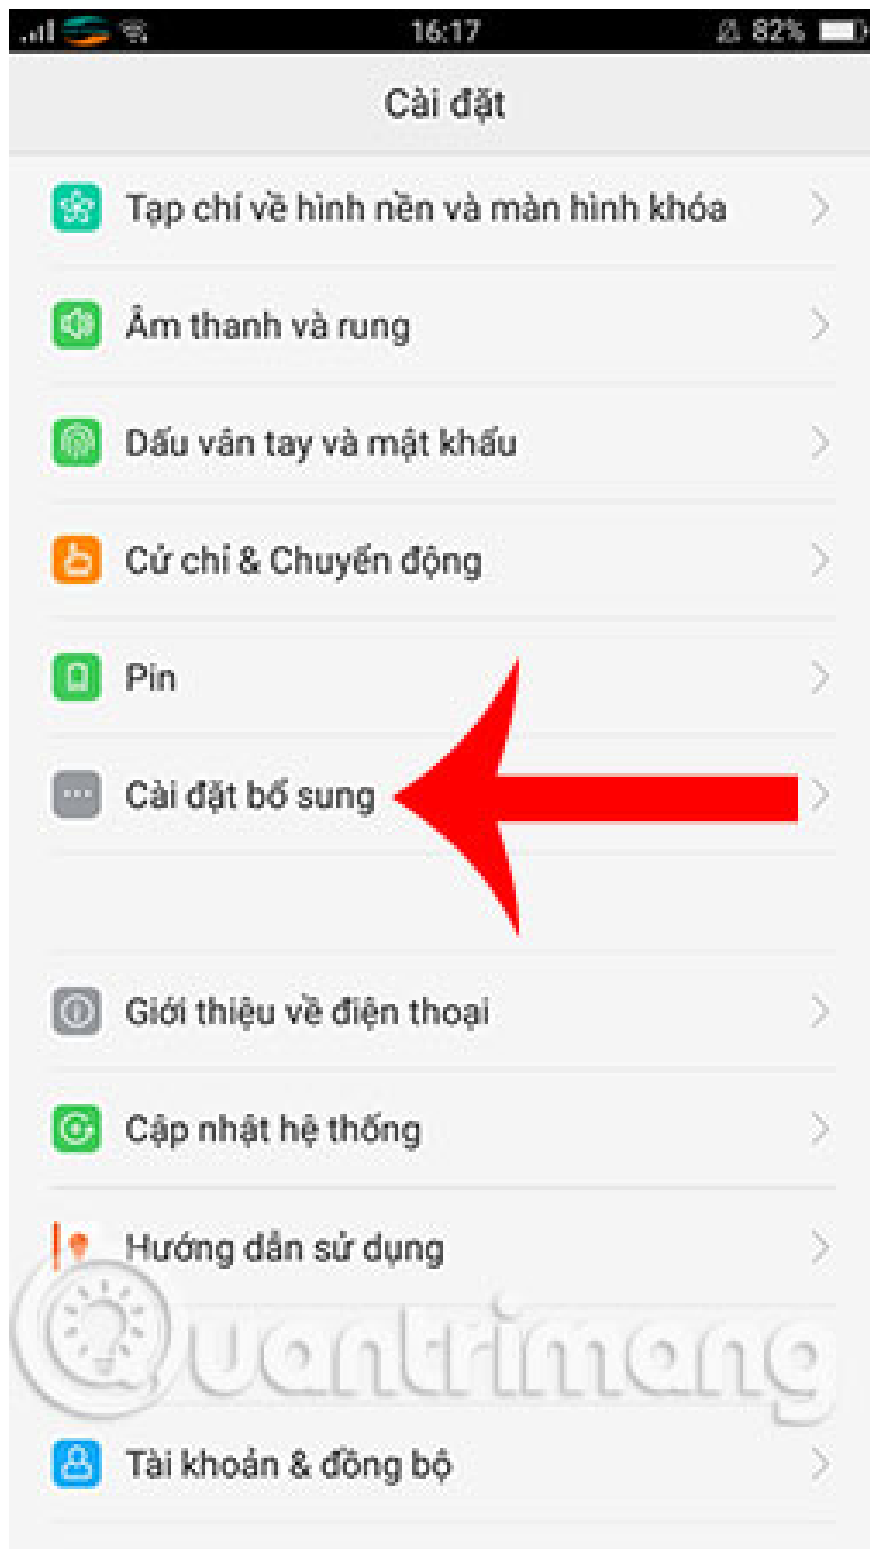 16:17
82%
Cài đặt
Tạp chí về hình nền và màn hình khóa
Âm thanh và rung
Dấu vân tay và mật khẩu
Cử chỉ & Chuyển động
Pin
Cài đặt bổ sung
Giới thiệu về điện thoại
Cập nhật hệ thống
Hướng dẫn sử dụng
Quantrimang
Tài khoản & đồng bộ